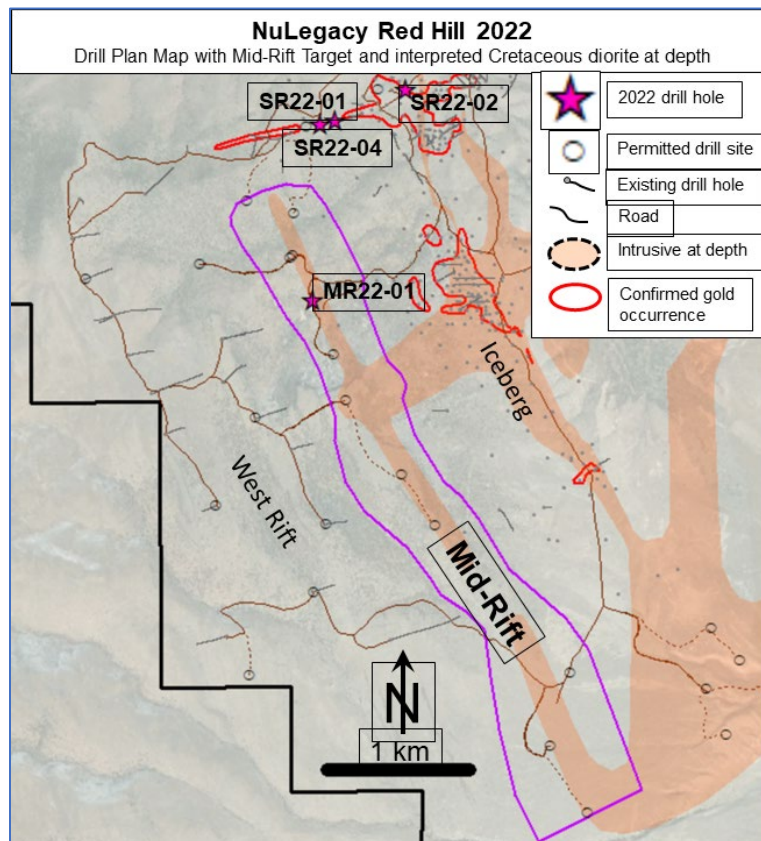 NuLegacy Red Hill 2022
Drill Plan Map with Mid-Rift Target and interpreted Cretaceous diorite at depth
SR22-01
SR22-02
SR22-04
MR22-01
2022 drill hole
Permitted drill site
Existing drill hole
Road
Intrusive at depth
Confirmed gold
occurrence
Iceberg
West Rift
Mid-Rift
N
1 km